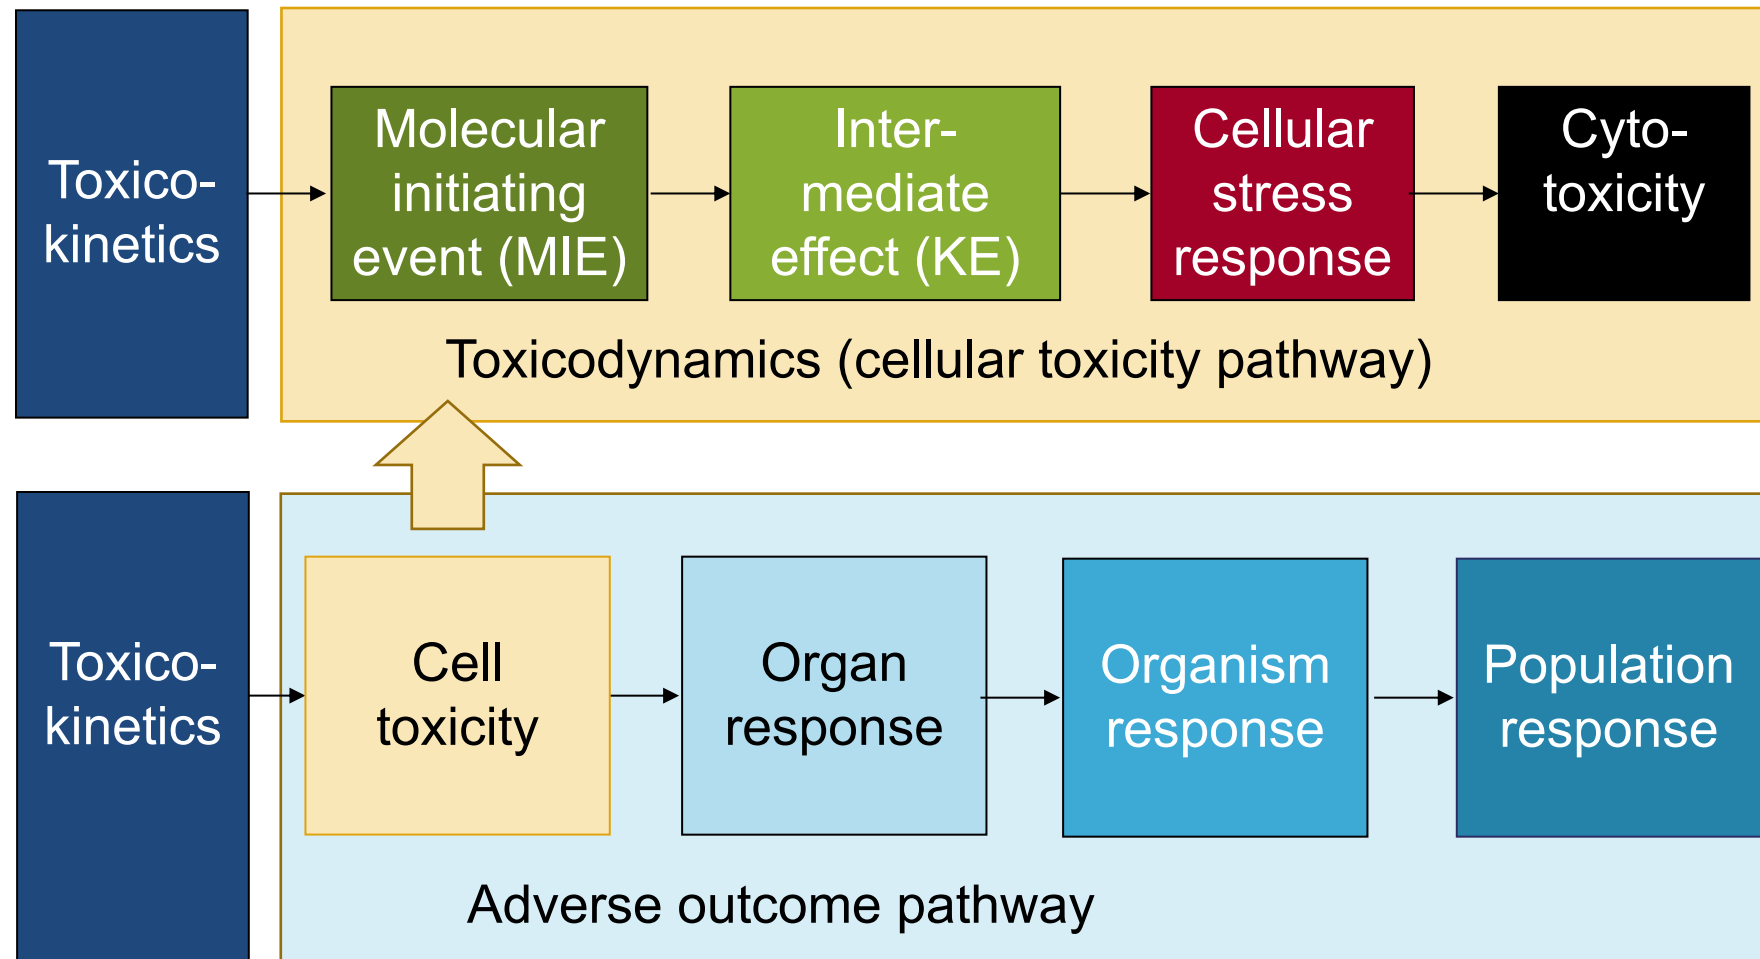 Toxico-
kinetics
Molecular
initiating
event (MIE)
Inter-
mediate
effect (KE)
Cellular
stress
response
Cyto-
toxicity
Toxicodynamics (cellular toxicity pathway)
Toxico-
kinetics
Cell
toxicity
Organ
response
Organism
response
Population
response
Adverse outcome pathway